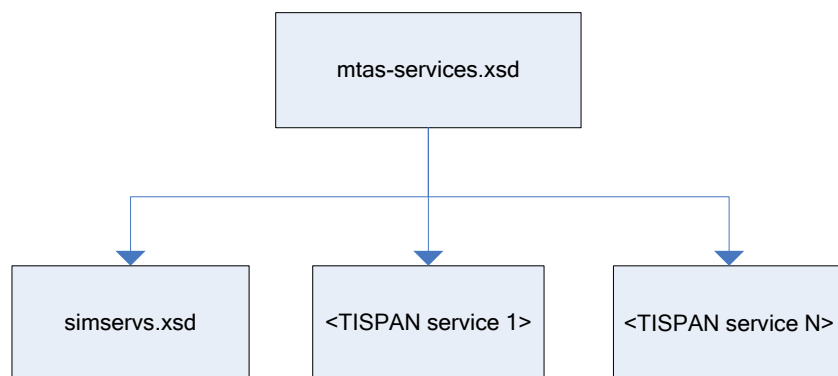 mtas-services.xsd
simservs.xsd
<TISPAN service 1>
<TISPAN service N>